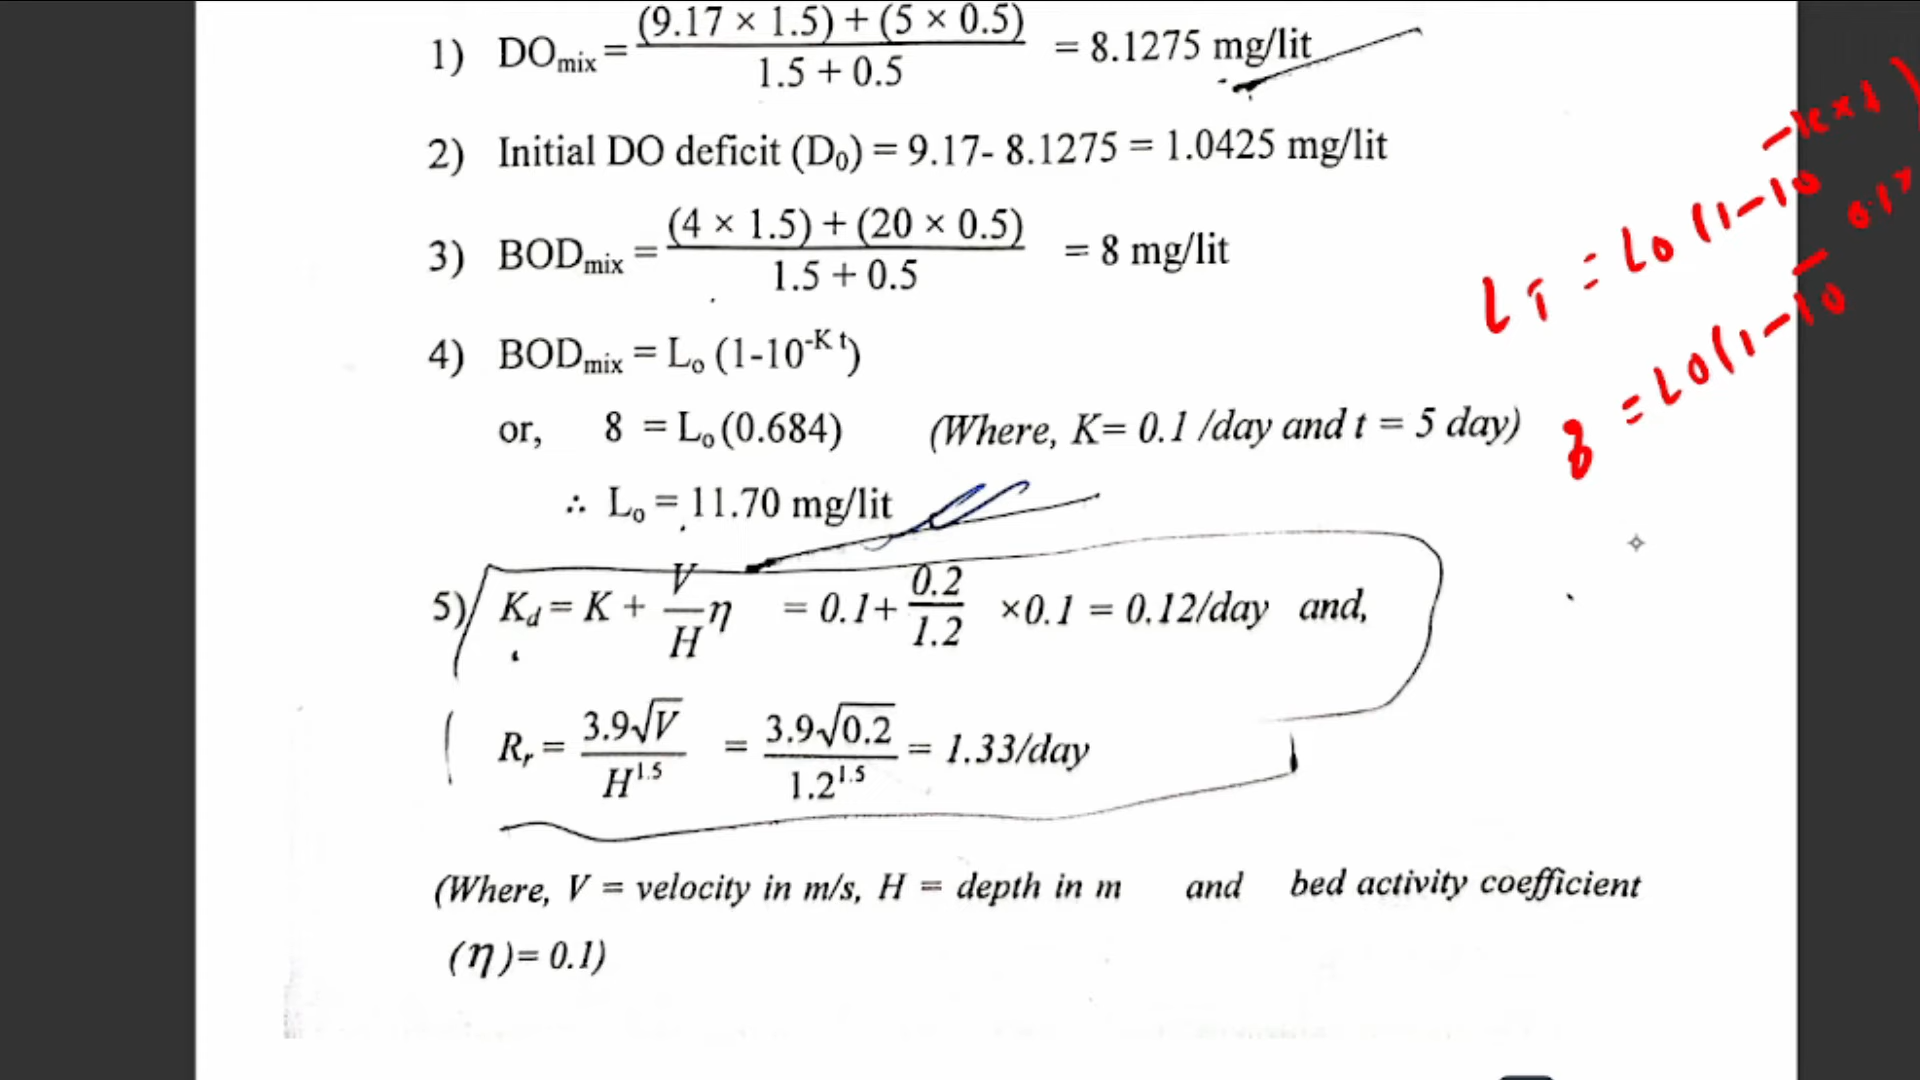 1) DOmix = (9.17 × 1.5) + (5 × 0.5) / 1.5 + 0.5 = 8.1275 mg/lit
2) Initial DO deficit (D₀) = 9.17- 8.1275 = 1.0425 mg/lit
3) BODmix = (4 × 1.5) + (20 × 0.5) / 1.5 + 0.5 = 8 mg/lit
4) BODmix = Lo (1-10^-K t)
or, 8 = Lo (0.684) (Where, K= 0.1 /day and t = 5 day)
∴ Lo = 11.70 mg/lit
5) Kd = K + V/H η = 0.1+ 0.2/1.2 ×0.1 = 0.12/day and,
Rr = 3.9√V / H^1.5 = 3.9√0.2 / 1.2^1.5 = 1.33/day
(Where, V = velocity in m/s, H = depth in m and bed activity coefficient
(η)= 0.1)
LT = Lo (1-10^-K×t)
8 = Lo (1-10^-0.1×